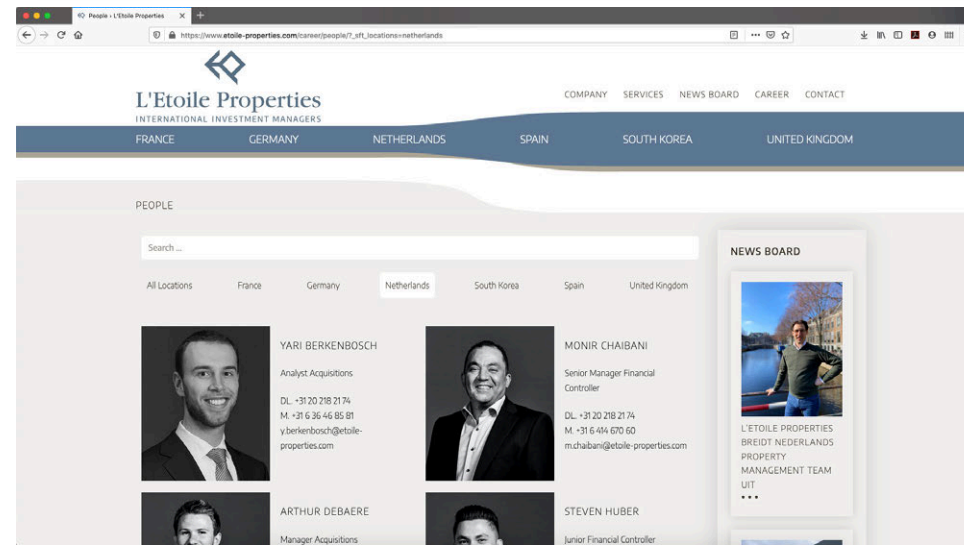 People › L'Etoile Properties
https://www.etoile-properties.com/career/people/?_sft_locations=netherlands
L'Etoile Properties
INTERNATIONAL INVESTMENT MANAGERS
COMPANY SERVICES NEWS BOARD CAREER CONTACT
FRANCE GERMANY NETHERLANDS SPAIN SOUTH KOREA UNITED KINGDOM
PEOPLE
Search ...
All Locations France Germany Netherlands South Korea Spain United Kingdom
YARI BERKENBOSCH
Analyst Acquisitions
DL. +31 20 218 21 74
M. +31 6 36 46 85 81
y.berkenbosch@etoile-
properties.com
MONIR CHAIBANI
Senior Manager Financial
Controller
DL. +31 20 218 21 74
M. +31 6 414 670 60
m.chaibani@etoile-properties.com
ARTHUR DEBAERE
Manager Acquisitions
STEVEN HUBER
Junior Financial Controller
NEWS BOARD
L'ETOILE PROPERTIES
BREIDT NEDERLANDS
PROPERTY
MANAGEMENT TEAM
UIT
•••